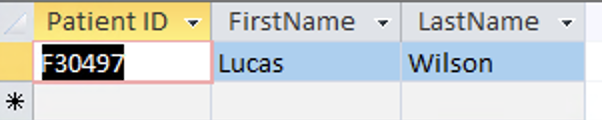 Patient ID FirstName LastName
F30497 Lucas Wilson